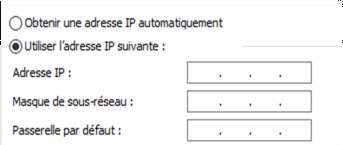 Obtenir une adresse IP automatiquement
Utiliser l'adresse IP suivante :
Adresse IP : . . .
Masque de sous-réseau : . . .
Passerelle par défaut : . . .